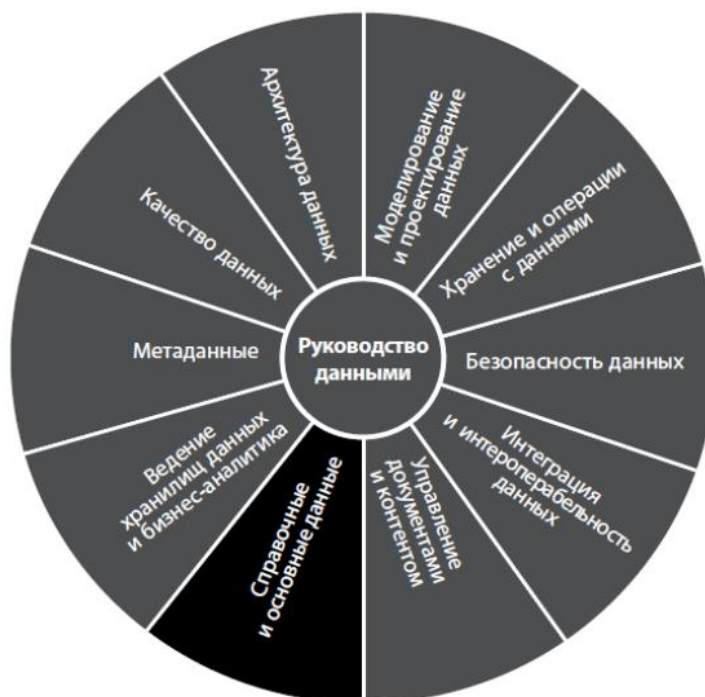 Архитектура данных
Моделирование
и проектирование
данных
Хранение и операции
с данными
Безопасность данных
Интеграция
и интероперабельность
данных
Управление
документами
и контентом
Справочные
и основные данные
Ведение
хранилищ данных
и бизнес-аналитика
Метаданные
Качество данных
Руководство
данными